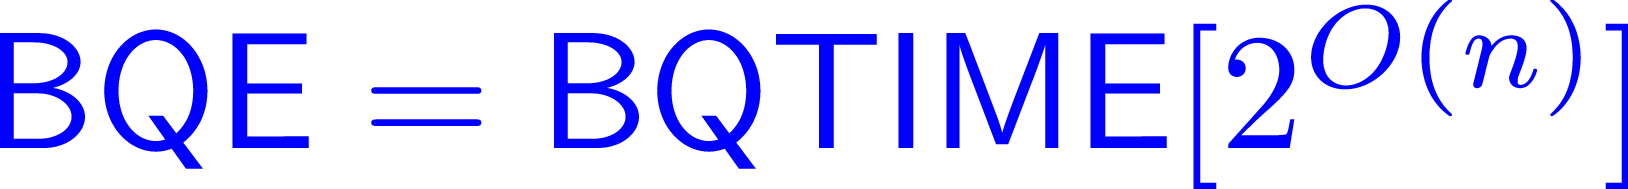 BQE = BQTIME[2^{O(n)}]